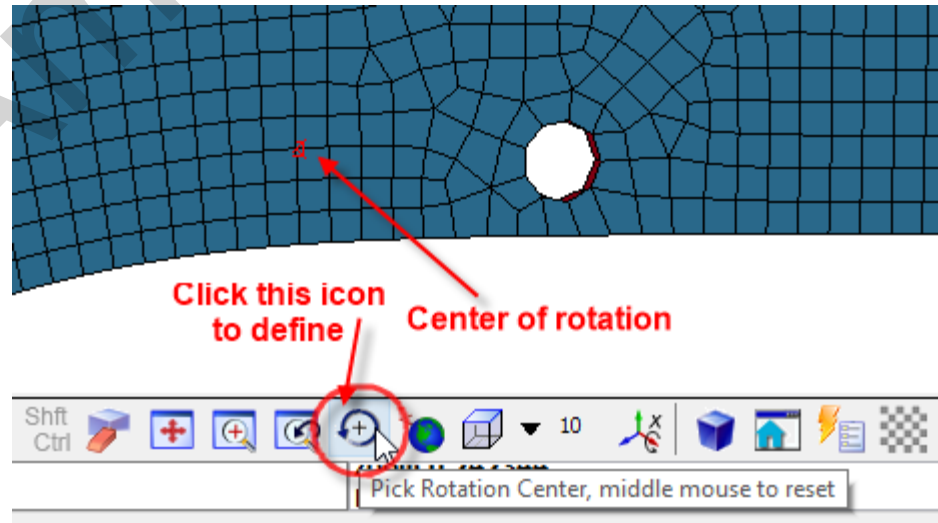 Click this icon
to define
Center of rotation
Shft
Ctrl
10
x
Pick Rotation Center, middle mouse to reset